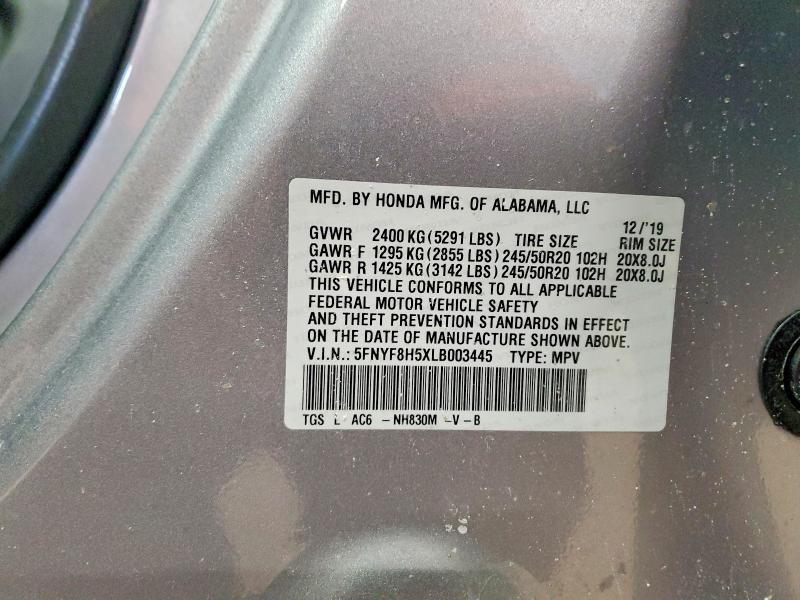 MFD. BY HONDA MFG. OF ALABAMA, LLC
12/'19
GVWR 2400 KG (5291 LBS) TIRE SIZE RIM SIZE
GAWR F 1295 KG (2855 LBS) 245/50R20 102H 20X8.0J
GAWR R 1425 KG (3142 LBS) 245/50R20 102H 20X8.0J
THIS VEHICLE CONFORMS TO ALL APPLICABLE
FEDERAL MOTOR VEHICLE SAFETY
AND THEFT PREVENTION STANDARDS IN EFFECT
ON THE DATE OF MANUFACTURE SHOWN ABOVE.
V.I.N.: 5FNYF8H5XLB003445 TYPE: MPV
TGS AC6 -NH830M -V-B